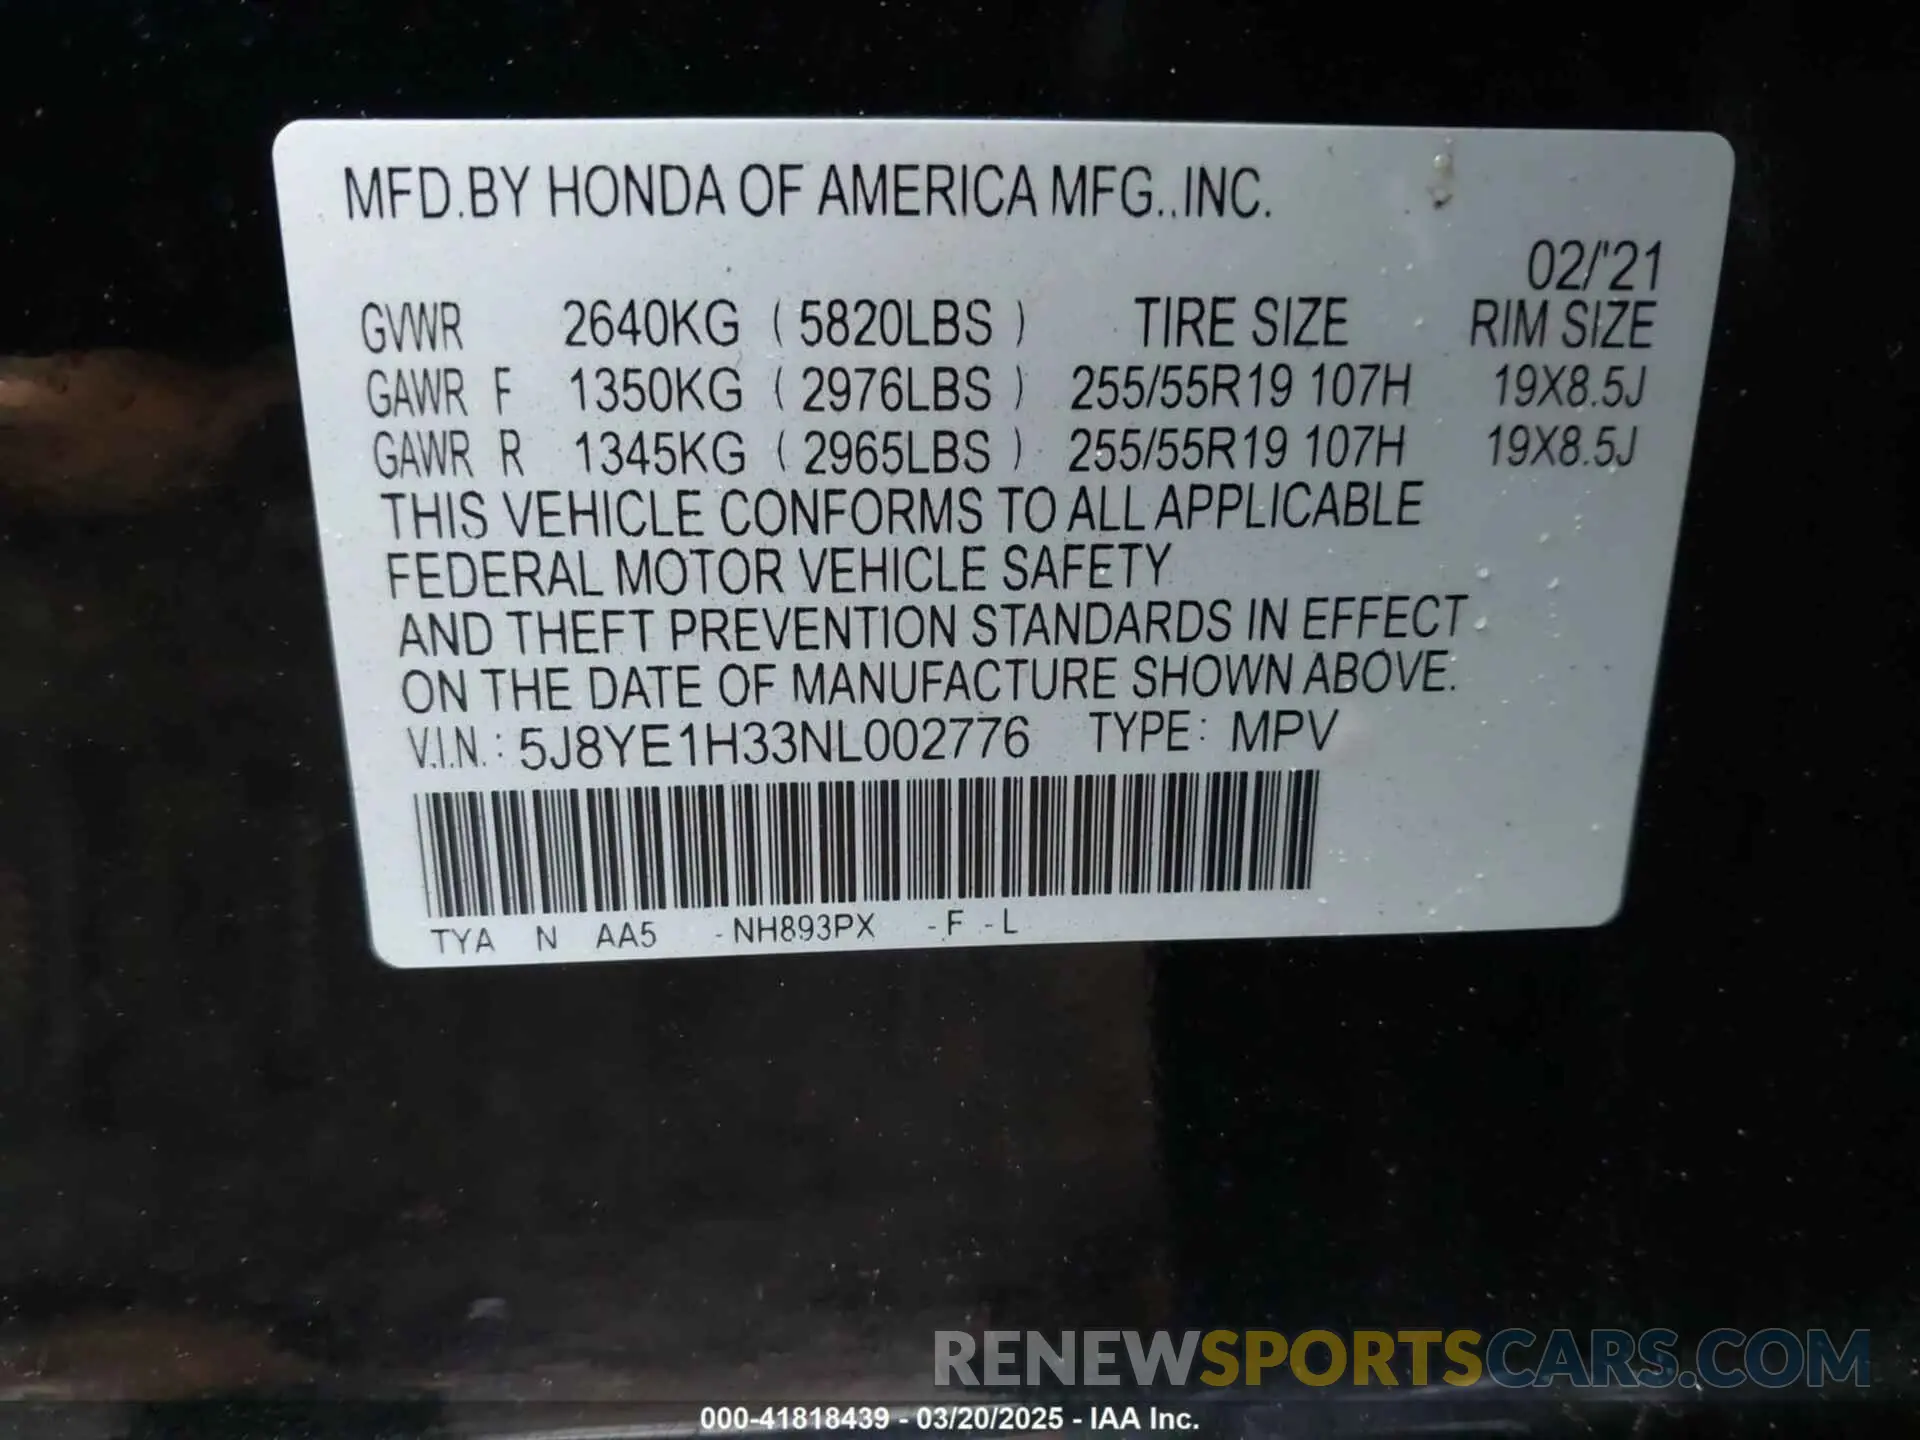 MFD.BY HONDA OF AMERICA MFG.,INC.
02/'21
GVWR 2640KG ( 5820LBS ) TIRE SIZE RIM SIZE
GAWR F 1350KG ( 2976LBS ) 255/55R19 107H 19X8.5J
GAWR R 1345KG ( 2965LBS ) 255/55R19 107H 19X8.5J
THIS VEHICLE CONFORMS TO ALL APPLICABLE
FEDERAL MOTOR VEHICLE SAFETY
AND THEFT PREVENTION STANDARDS IN EFFECT
ON THE DATE OF MANUFACTURE SHOWN ABOVE.
V.I.N.: 5J8YE1H33NL002776 TYPE: MPV
TYA N AA5 -NH893PX -F -L
RENEWSPORTSCARS.COM
000-41818439 - 03/20/2025 - IAA Inc.